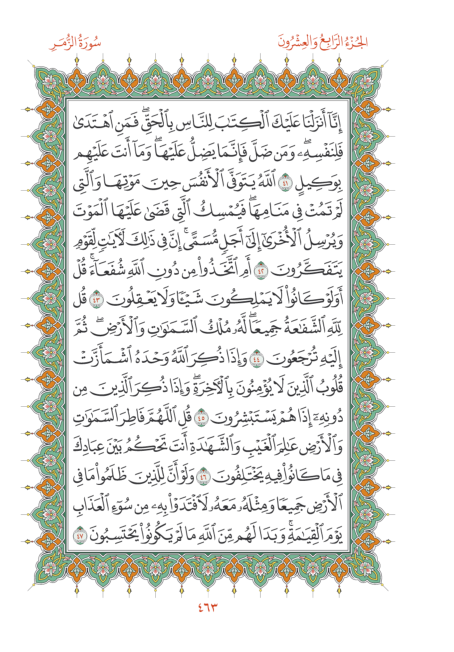 الجُزْءُ الرَّابِعُ وَالعِشْرُونَ
سُورَةُ الزُّمَر
إِنَّآ أَنزَلْنَا عَلَيْكَ ٱلْكِتَٰبَ لِلنَّاسِ بِٱلْحَقِّۖ فَمَنِ ٱهْتَدَىٰ
فَلِنَفْسِهِۦۖ وَمَن ضَلَّ فَإِنَّمَا يَضِلُّ عَلَيْهَاۖ وَمَآ أَنتَ عَلَيْهِم
بِوَكِيلٍ ٤١ ٱللَّهُ يَتَوَفَّى ٱلْأَنفُسَ حِينَ مَوْتِهَا وَٱلَّتِى
لَمْ تَمُتْ فِى مَنَامِهَاۖ فَيُمْسِكُ ٱلَّتِى قَضَىٰ عَلَيْهَا ٱلْمَوْتَ
وَيُرْسِلُ ٱلْأُخْرَىٰٓ إِلَىٰٓ أَجَلٍ مُّسَمًّىۚ إِنَّ فِى ذَٰلِكَ لَءَايَٰتٍ لِّقَوْمٍ
يَتَفَكَّرُونَ ٤٢ أَمِ ٱتَّخَذُوا۟ مِن دُونِ ٱللَّهِ شُفَعَآءَۚ قُلْ
أَوَلَوْ كَانُوا۟ لَا يَمْلِكُونَ شَيْـًٔا وَلَا يَعْقِلُونَ ٤٣ قُل
لِّلَّهِ ٱلشَّفَٰعَةُ جَمِيعًاۖ لَّهُۥ مُلْكُ ٱلسَّمَٰوَٰتِ وَٱلْأَرْضِۖ ثُمَّ
إِلَيْهِ تُرْجَعُونَ ٤٤ وَإِذَا ذُكِرَ ٱللَّهُ وَحْدَهُ ٱشْمَأَزَّتْ
قُلُوبُ ٱلَّذِينَ لَا يُؤْمِنُونَ بِٱلْءَاخِرَةِۖ وَإِذَا ذُكِرَ ٱلَّذِينَ مِن
دُونِهِۦٓ إِذَا هُمْ يَسْتَبْشِرُونَ ٤٥ قُلِ ٱللَّهُمَّ فَاطِرَ ٱلسَّمَٰوَٰتِ
وَٱلْأَرْضِ عَٰلِمَ ٱلْغَيْبِ وَٱلشَّهَٰدَةِ أَنتَ تَحْكُمُ بَيْنَ عِبَادِكَ
فِى مَا كَانُوا۟ فِيهِ يَخْتَلِفُونَ ٤٦ وَلَوْ أَنَّ لِلَّذِينَ ظَلَمُوا۟ مَا فِى
ٱلْأَرْضِ جَمِيعًا وَمِثْلَهُۥ مَعَهُۥ لَٱفْتَدَوْا۟ بِهِۦ مِن سُوٓءِ ٱلْعَذَابِ
يَوْمَ ٱلْقِيَٰمَةِۚ وَبَدَا لَهُم مِّنَ ٱللَّهِ مَا لَمْ يَكُونُوا۟ يَحْتَسِبُونَ ٤٧
٤٦٣